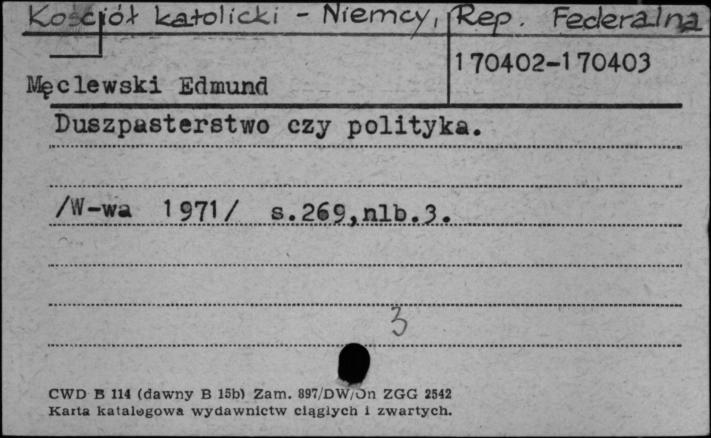 Kościół katolicki - Niemcy, Rep. Federalna
170402-170403
Męclewski Edmund
Duszpasterstwo czy polityka.
/W-wa 1971/ s.269,nlb.3.
3
CWD B 114 (dawny B 15b) Zam. 897/DW/On ZGG 2542
Karta katalogowa wydawnictw ciągłych i zwartych.